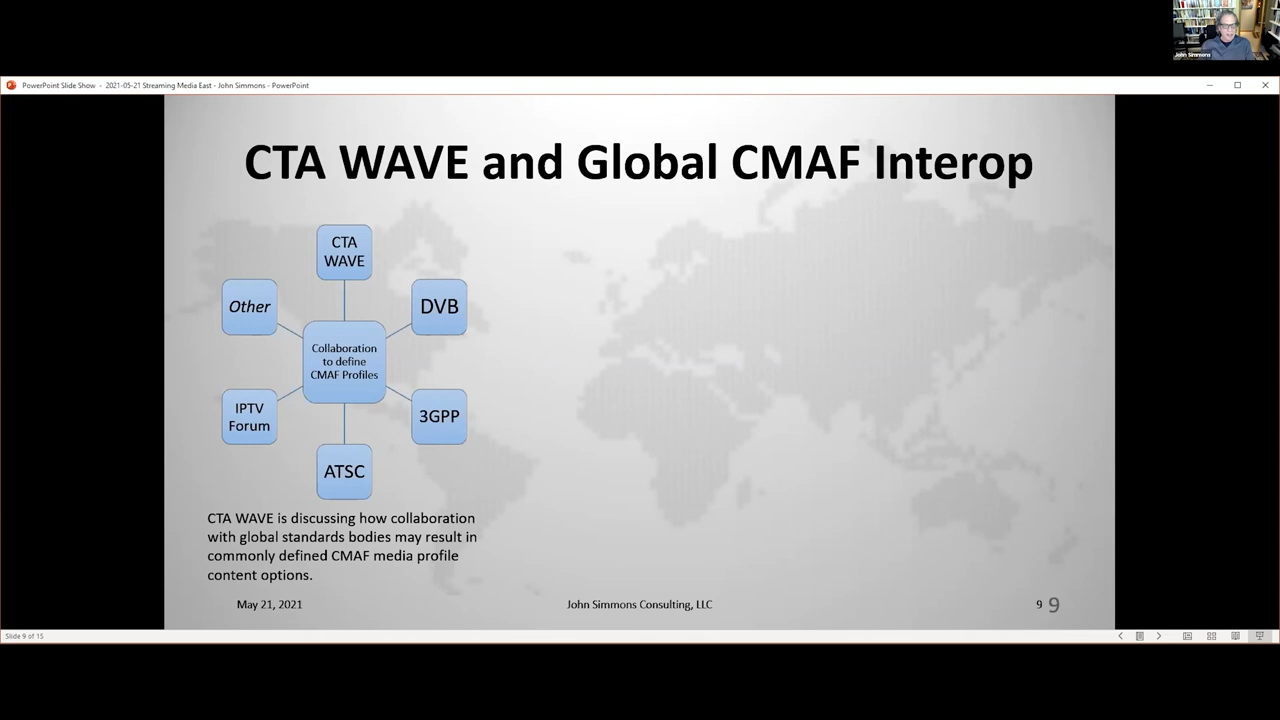 John Simmons
PowerPoint Slide Show - 2021-05-21 Streaming Media East - John Simmons - PowerPoint
CTA WAVE and Global CMAF Interop
CTA
WAVE
Other
DVB
Collaboration
to define
CMAF Profiles
IPTV
Forum
3GPP
ATSC
CTA WAVE is discussing how collaboration
with global standards bodies may result in
commonly defined CMAF media profile
content options.
May 21, 2021
John Simmons Consulting, LLC
9 9
Slide 9 of 15